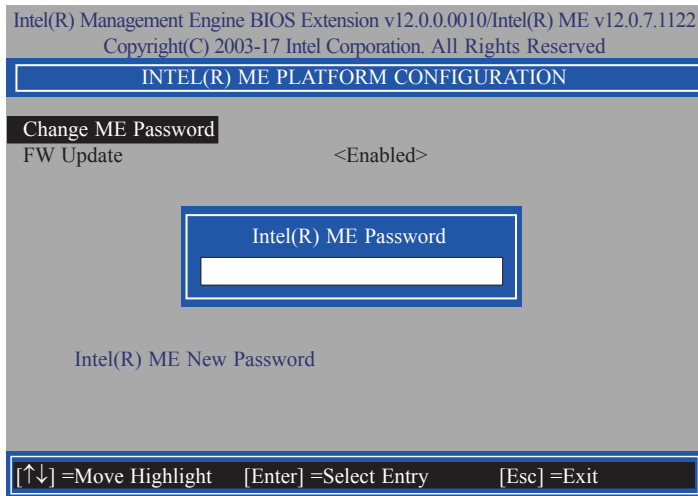 Intel(R) Management Engine BIOS Extension v12.0.0.0010/Intel(R) ME v12.0.7.1122
Copyright(C) 2003-17 Intel Corporation. All Rights Reserved
INTEL(R) ME PLATFORM CONFIGURATION
Change ME Password
FW Update <Enabled>
Intel(R) ME Password
Intel(R) ME New Password
[↑↓] =Move Highlight [Enter] =Select Entry [Esc] =Exit